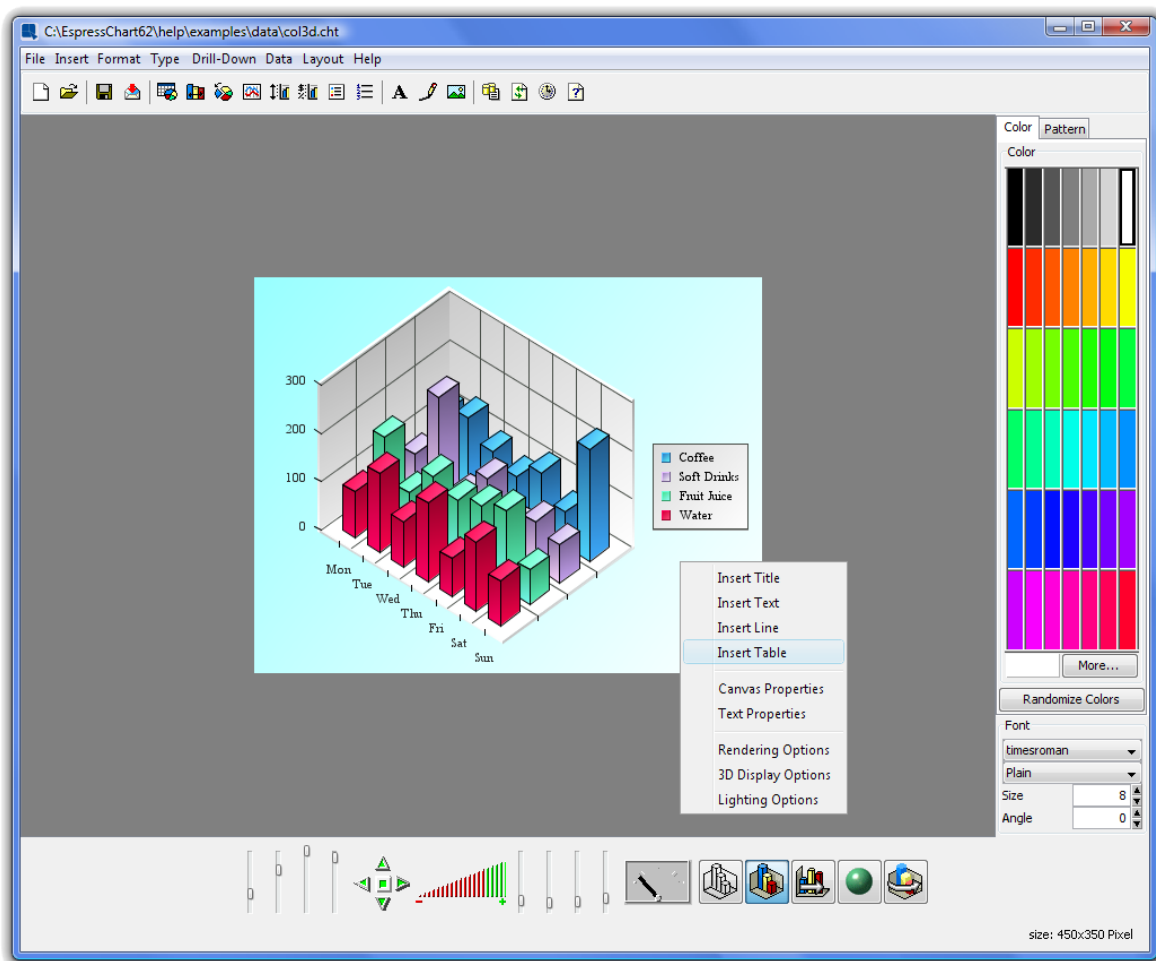 C:\EspressChart62\help\examples\data\col3d.cht
File Insert Format Type Drill-Down Data Layout Help
A
Color Pattern
Color
300
200
100
0
Mon
Tue
Wed
Thu
Fri
Sat
Sun
Coffee
Soft Drinks
Fruit Juice
Water
Insert Title
Insert Text
Insert Line
Insert Table
Canvas Properties
Text Properties
Rendering Options
3D Display Options
Lighting Options
More...
Randomize Colors
Font
timesroman
Plain
Size 8
Angle 0
size: 450x350 Pixel